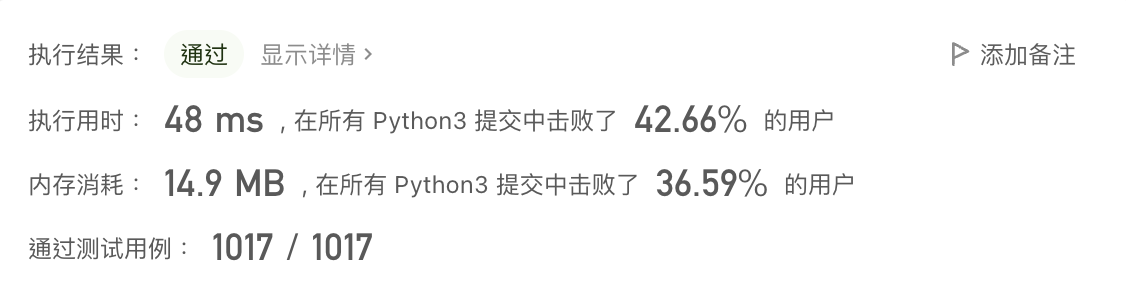 执行结果： 通过 显示详情 > 添加备注
执行用时： 48 ms , 在所有 Python3 提交中击败了 42.66% 的用户
内存消耗： 14.9 MB , 在所有 Python3 提交中击败了 36.59% 的用户
通过测试用例： 1017 / 1017